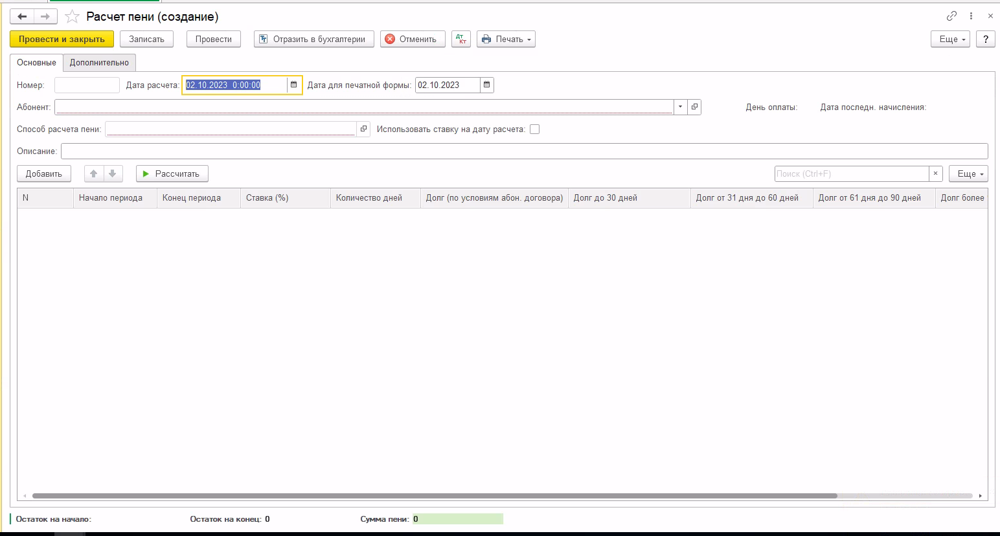 Расчет пени (создание)
Провести и закрыть Записать Провести Отразить в бухгалтерии Отменить Дт Кт Печать Еще ?
Основные Дополнительно
Номер: Дата расчета: 02.10.2023 0:00:00 Дата для печатной формы: 02.10.2023
Абонент: День оплаты: Дата последн. начисления:
Способ расчета пени: Использовать ставку на дату расчета:
Описание:
Добавить Рассчитать Поиск (Ctrl+F) × Еще
N Начало периода Конец периода Ставка (%) Количество дней Долг (по условиям абон. договора) Долг до 30 дней Долг от 31 дня до 60 дней Долг от 61 дня до 90 дней Долг более
Остаток на начало: Остаток на конец: 0 Сумма пени: 0